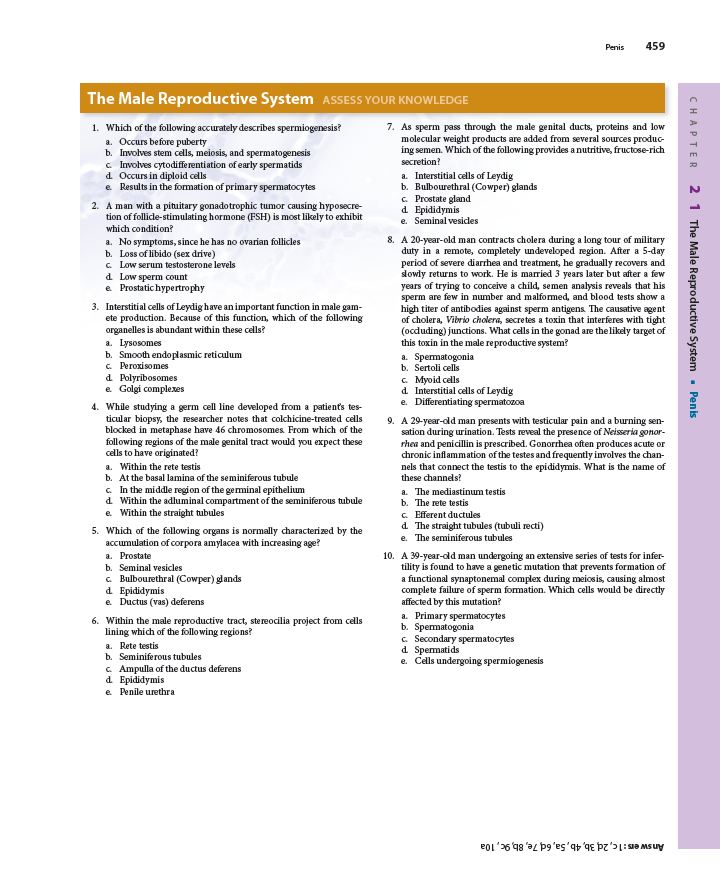 Penis 459
The Male Reproductive System ASSESS YOUR KNOWLEDGE
1. Which of the following accurately describes spermiogenesis?
a. Occurs before puberty
b. Involves stem cells, meiosis, and spermatogenesis
c. Involves cytodifferentiation of early spermatids
d. Occurs in diploid cells
e. Results in the formation of primary spermatocytes
2. A man with a pituitary gonadotrophic tumor causing hyposecre-
tion of follicle-stimulating hormone (FSH) is most likely to exhibit
which condition?
a. No symptoms, since he has no ovarian follicles
b. Loss of libido (sex drive)
c. Low serum testosterone levels
d. Low sperm count
e. Prostatic hypertrophy
3. Interstitial cells of Leydig have an important function in male gam-
ete production. Because of this function, which of the following
organelles is abundant within these cells?
a. Lysosomes
b. Smooth endoplasmic reticulum
c. Peroxisomes
d. Polyribosomes
e. Golgi complexes
4. While studying a germ cell line developed from a patient's tes-
ticular biopsy, the researcher notes that colchicine-treated cells
blocked in metaphase have 46 chromosomes. From which of the
following regions of the male genital tract would you expect these
cells to have originated?
a. Within the rete testis
b. At the basal lamina of the seminiferous tubule
c. In the middle region of the germinal epithelium
d. Within the adluminal compartment of the seminiferous tubule
e. Within the straight tubules
5. Which of the following organs is normally characterized by the
accumulation of corpora amylacea with increasing age?
a. Prostate
b. Seminal vesicles
c. Bulbourethral (Cowper) glands
d. Epididymis
e. Ductus (vas) deferens
6. Within the male reproductive tract, stereocilia project from cells
lining which of the following regions?
a. Rete testis
b. Seminiferous tubules
c. Ampulla of the ductus deferens
d. Epididymis
e. Penile urethra
7. As sperm pass through the male genital ducts, proteins and low
molecular weight products are added from several sources produc-
ing semen. Which of the following provides a nutritive, fructose-rich
secretion?
a. Interstitial cells of Leydig
b. Bulbourethral (Cowper) glands
c. Prostate gland
d. Epididymis
e. Seminal vesicles
8. A 20-year-old man contracts cholera during a long tour of military
duty in a remote, completely undeveloped region. After a 5-day
period of severe diarrhea and treatment, he gradually recovers and
slowly returns to work. He is married 3 years later but after a few
years of trying to conceive a child, semen analysis reveals that his
sperm are few in number and malformed, and blood tests show a
high titer of antibodies against sperm antigens. The causative agent
of cholera, Vibrio cholera, secretes a toxin that interferes with tight
(occluding) junctions. What cells in the gonad are the likely target of
this toxin in the male reproductive system?
a. Spermatogonia
b. Sertoli cells
c. Myoid cells
d. Interstitial cells of Leydig
e. Differentiating spermatozoa
9. A 29-year-old man presents with testicular pain and a burning sen-
sation during urination. Tests reveal the presence of Neisseria gonor-
rhea and penicillin is prescribed. Gonorrhea often produces acute or
chronic inflammation of the testes and frequently involves the chan-
nels that connect the testis to the epididymis. What is the name of
these channels?
a. The mediastinum testis
b. The rete testis
c. Efferent ductules
d. The straight tubules (tubuli recti)
e. The seminiferous tubules
10. A 39-year-old man undergoing an extensive series of tests for infer-
tility is found to have a genetic mutation that prevents formation of
a functional synaptonemal complex during meiosis, causing almost
complete failure of sperm formation. Which cells would be directly
affected by this mutation?
a. Primary spermatocytes
b. Spermatogonia
c. Secondary spermatocytes
d. Spermatids
e. Cells undergoing spermiogenesis
CHAPTER 21 The Male Reproductive System ▪ Penis
Answers: 1c, 2d, 3b, 4b, 5a, 6d, 7e, 8b, 9c, 10a